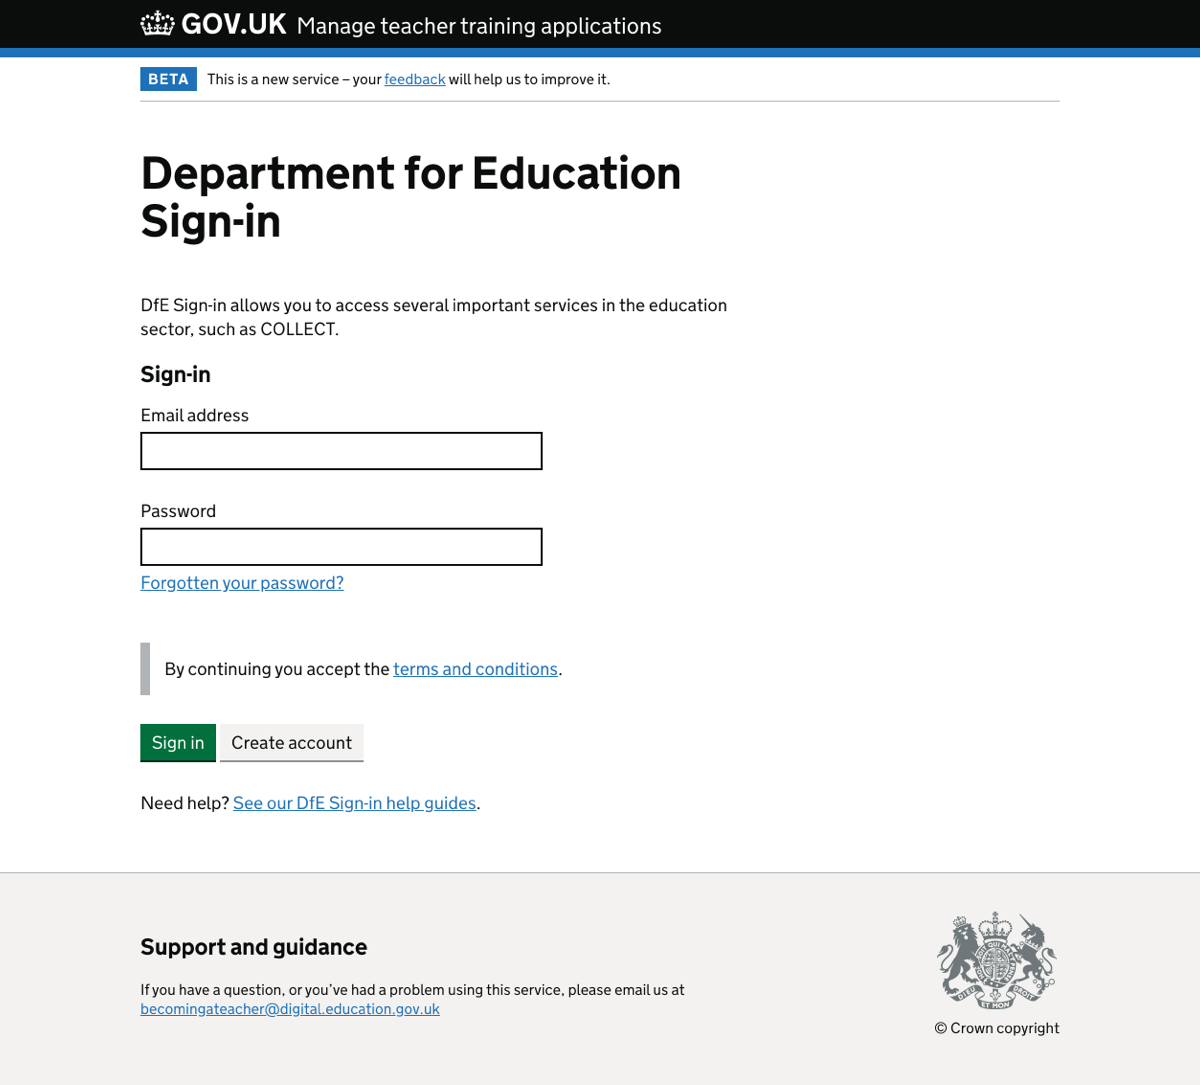 GOV.UK Manage teacher training applications
BETA This is a new service – your feedback will help us to improve it.
Department for Education
Sign-in
DfE Sign-in allows you to access several important services in the education
sector, such as COLLECT.
Sign-in
Email address
Password
Forgotten your password?
By continuing you accept the terms and conditions.
Sign in Create account
Need help? See our DfE Sign-in help guides.
Support and guidance
If you have a question, or you’ve had a problem using this service, please email us at
becomingateacher@digital.education.gov.uk
DIEU ET MON DROIT
© Crown copyright